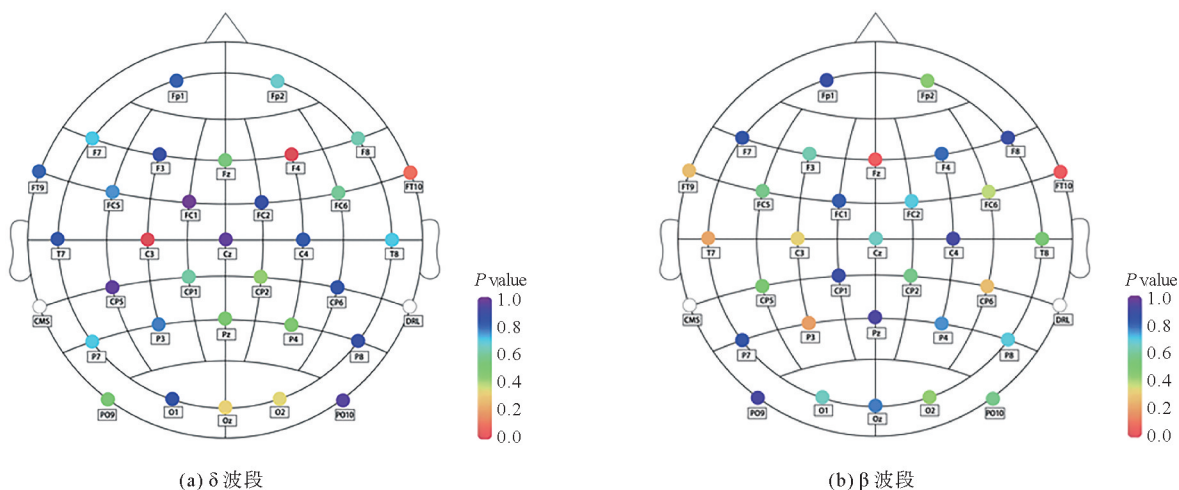 Fp1
Fp2
F7
F3
Fz
F4
F8
FT9
FC5
FC1
FC2
FC6
FT10
T7
C3
Cz
C4
T8
CP5
CP1
CP2
CP6
CMS
DRL
P7
P3
Pz
P4
P8
PO9
O1
Oz
O2
PO10
P value
1.0
0.8
0.6
0.4
0.2
0.0
(a) δ 波段
Fp1
Fp2
F7
F3
Fz
F4
F8
FT9
FC5
FC1
FC2
FC6
FT10
T7
C3
Cz
C4
T8
CP5
CP1
CP2
CP6
CMS
DRL
P7
P3
Pz
P4
P8
PO9
O1
Oz
O2
PO10
P value
1.0
0.8
0.6
0.4
0.2
0.0
(b) β 波段